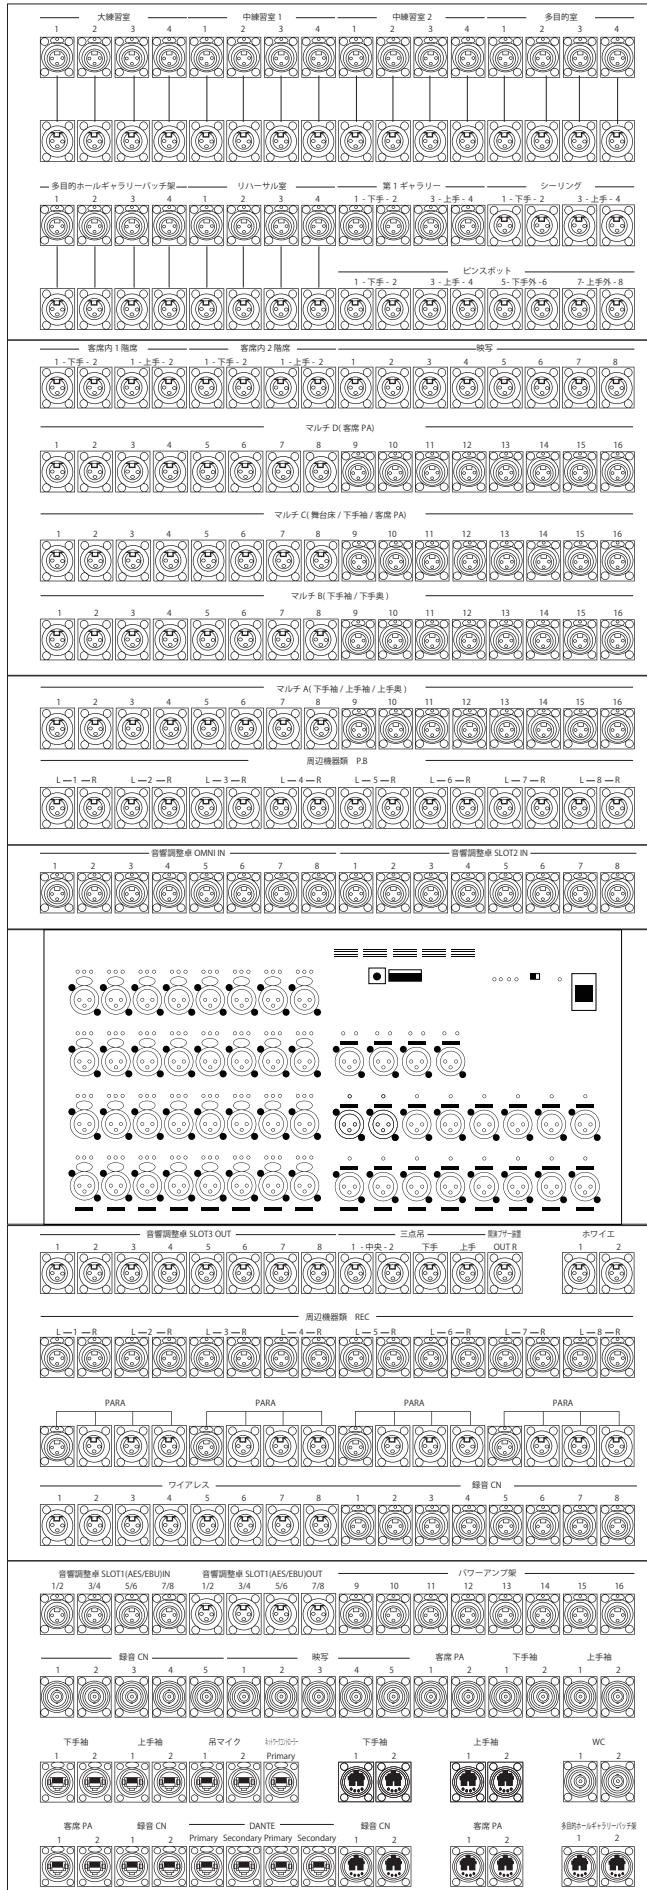 大練習室 中練習室 1 中練習室 2 多目的室
1 2 3 4 1 2 3 4 1 2 3 4 1 2 3 4
多目的ホールギャラリーパッチ架 リハーサル室 第 1 ギャラリー シーリング
1 2 3 4 1 2 3 4 1 - 下手 - 2 3 - 上手 - 4 1 - 下手 - 2 3 - 上手 - 4
ピンスポット
1 - 下手 - 2 3 - 上手 - 4 5- 下手外 -6 7- 上手外 - 8
客席内 1 階席 客席内 2 階席 映写
1 - 下手 - 2 1 - 上手 - 2 1 - 下手 - 2 1 - 上手 - 2 1 2 3 4 5 6 7 8
マルチ D( 客席 PA)
1 2 3 4 5 6 7 8 9 10 11 12 13 14 15 16
マルチ C( 舞台床 / 下手袖 / 客席 PA)
1 2 3 4 5 6 7 8 9 10 11 12 13 14 15 16
マルチ B( 下手袖 / 下手奥 )
1 2 3 4 5 6 7 8 9 10 11 12 13 14 15 16
マルチ A( 下手袖 / 上手袖 / 上手奥 )
1 2 3 4 5 6 7 8 9 10 11 12 13 14 15 16
周辺機器類 P.B
L — 1 — R L — 2 — R L — 3 — R L — 4 — R L — 5 — R L — 6 — R L — 7 — R L — 8 — R
音響調整卓 OMNI IN 音響調整卓 SLOT2 IN
1 2 3 4 5 6 7 8 1 2 3 4 5 6 7 8
音響調整卓 SLOT3 OUT 三点吊 ホワイエ
1 2 3 4 5 6 7 8 1 - 中央 - 2 下手 上手 OUT R 1 2
周辺機器類 REC
L — 1 — R L — 2 — R L — 3 — R L — 4 — R L — 5 — R L — 6 — R L — 7 — R L — 8 — R
PARA PARA PARA PARA
ワイアレス 録音 CN
1 2 3 4 5 6 7 8 1 2 3 4 5 6 7 8
音響調整卓 SLOT1(AES/EBU)IN 音響調整卓 SLOT1(AES/EBU)OUT パワーアンプ架
1/2 3/4 5/6 7/8 1/2 3/4 5/6 7/8 9 10 11 12 13 14 15 16
録音 CN 映写 客席 PA 下手袖 上手袖
1 2 3 4 5 1 2 3 4 5 1 2 1 2 1 2
下手袖 上手袖 吊マイク ネットワークコントローラー 下手袖 上手袖 WC
1 2 1 2 1 2 Primary 1 2 1 2 1 2
客席 PA 録音 CN DANTE 録音 CN 客席 PA 多目的ホールギャラリーパッチ架
1 2 1 2 Primary Secondary Primary Secondary 1 2 1 2 1 2